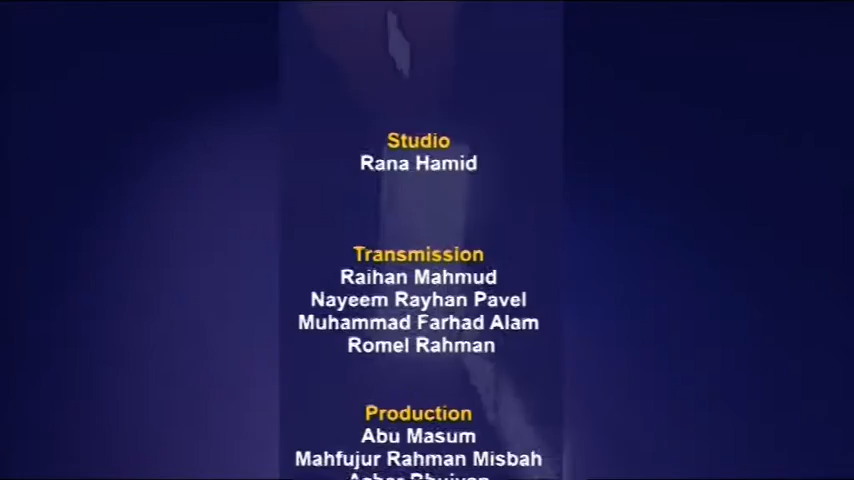 Studio
Rana Hamid
Transmission
Raihan Mahmud
Nayeem Rayhan Pavel
Muhammad Farhad Alam
Romel Rahman
Production
Abu Masum
Mahfujur Rahman Misbah